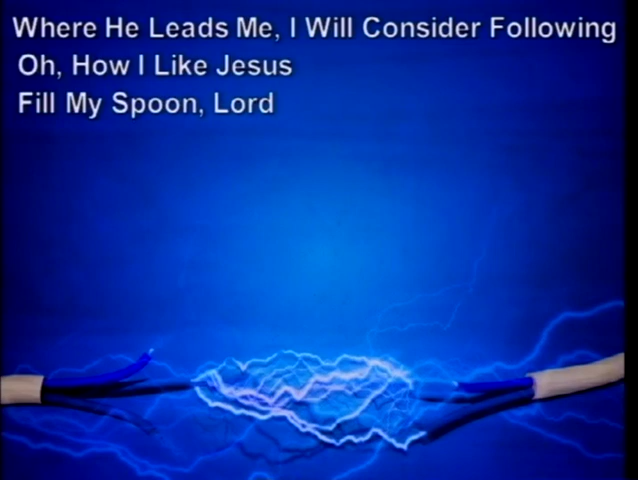 Where He Leads Me, I Will Consider Following
Oh, How I Like Jesus
Fill My Spoon, Lord